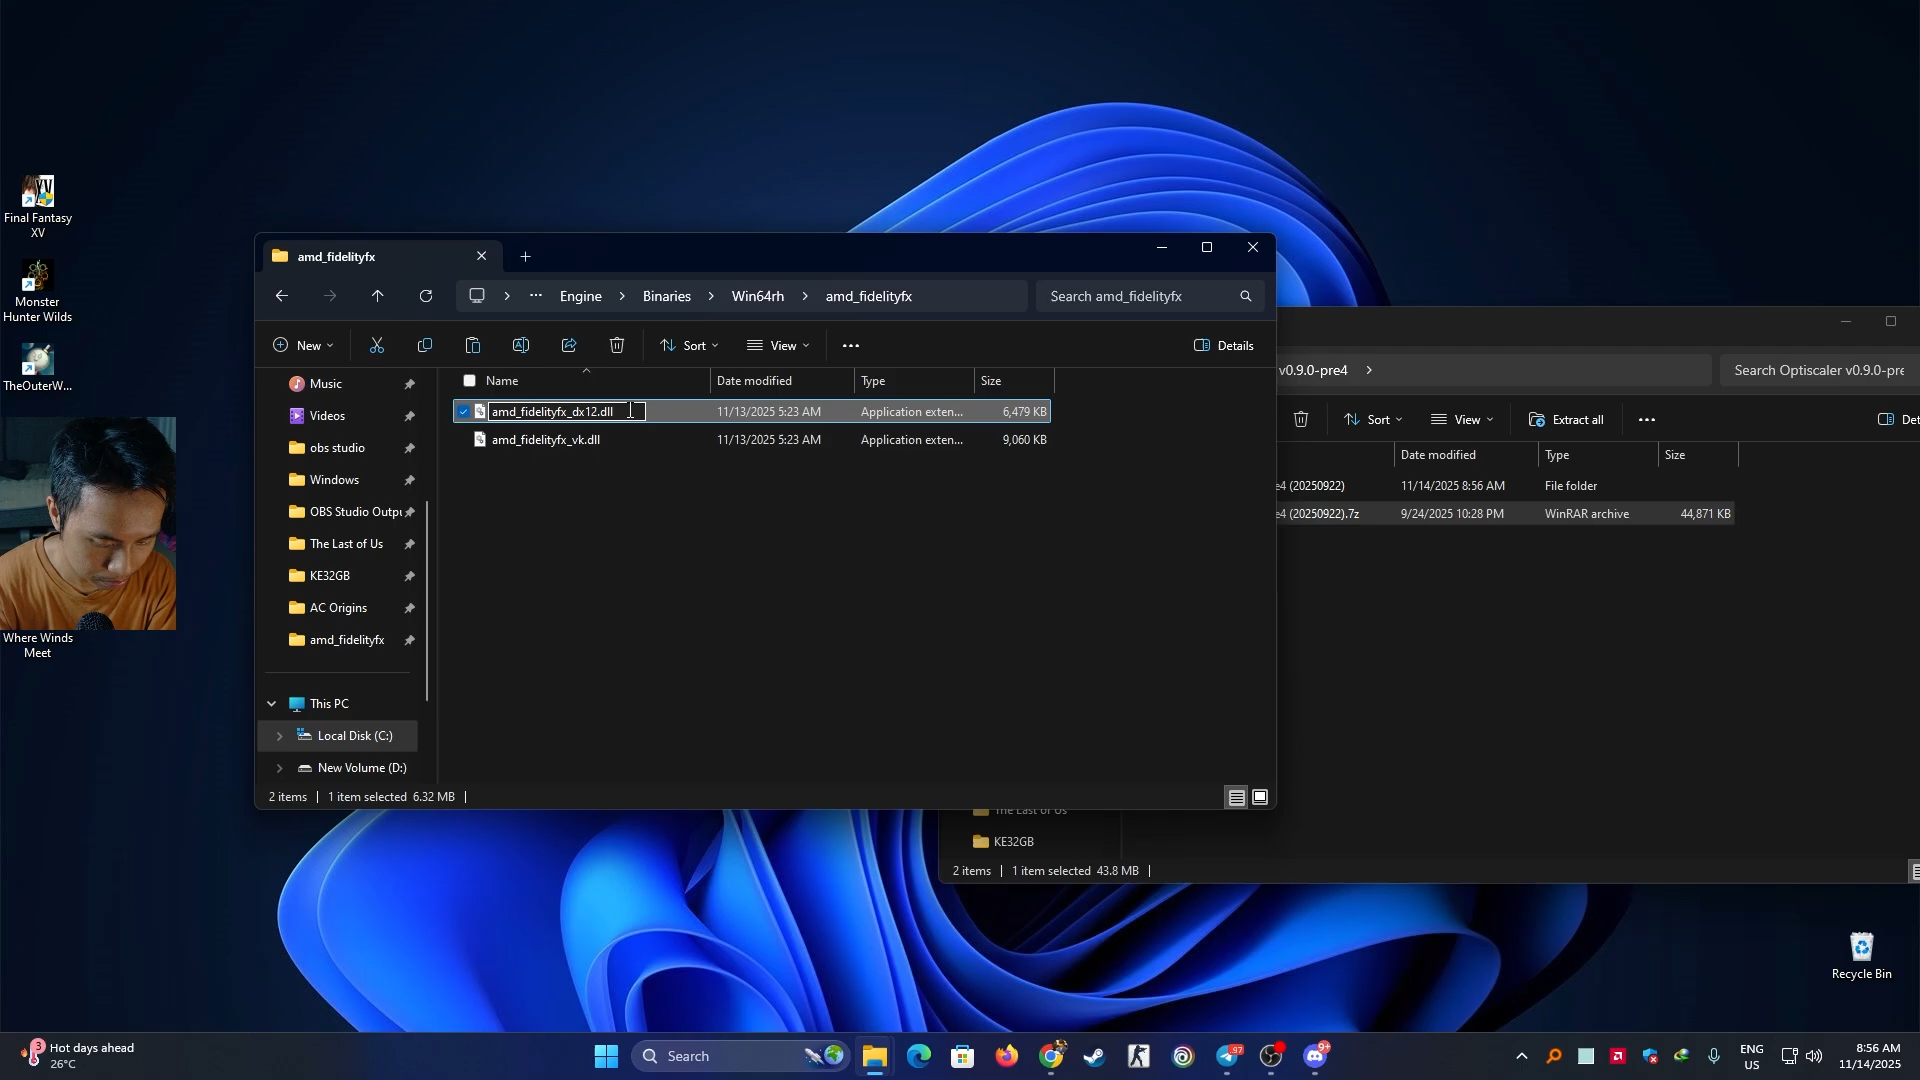 Final Fantasy
XV
Monster
Hunter Wilds
TheOuterW...
Where Winds
Meet
amd_fidelityfx
Engine
Binaries
Win64rh
amd_fidelityfx
Search amd_fidelityfx
New
Sort
View
Details
Music
Videos
obs studio
Windows
OBS Studio Outpu
The Last of Us
KE32GB
AC Origins
amd_fidelityfx
This PC
Local Disk (C:)
New Volume (D:)
Name
Date modified
Type
Size
amd_fidelityfx_dx12.dll
11/13/2025 5:23 AM
Application exten...
6,479 KB
amd_fidelityfx_vk.dll
11/13/2025 5:23 AM
Application exten...
9,060 KB
2 items
1 item selected 6.32 MB
v0.9.0-pre4
Search Optiscaler v0.9.0-pre
Sort
View
Extract all
Det
Date modified
Type
Size
e4 (20250922)
11/14/2025 8:56 AM
File folder
e4 (20250922).7z
9/24/2025 10:28 PM
WinRAR archive
44,871 KB
The Last of Us
KE32GB
2 items
1 item selected 43.8 MB
Recycle Bin
3
Hot days ahead
26°C
Search
97
9+
ENG
US
8:56 AM
11/14/2025